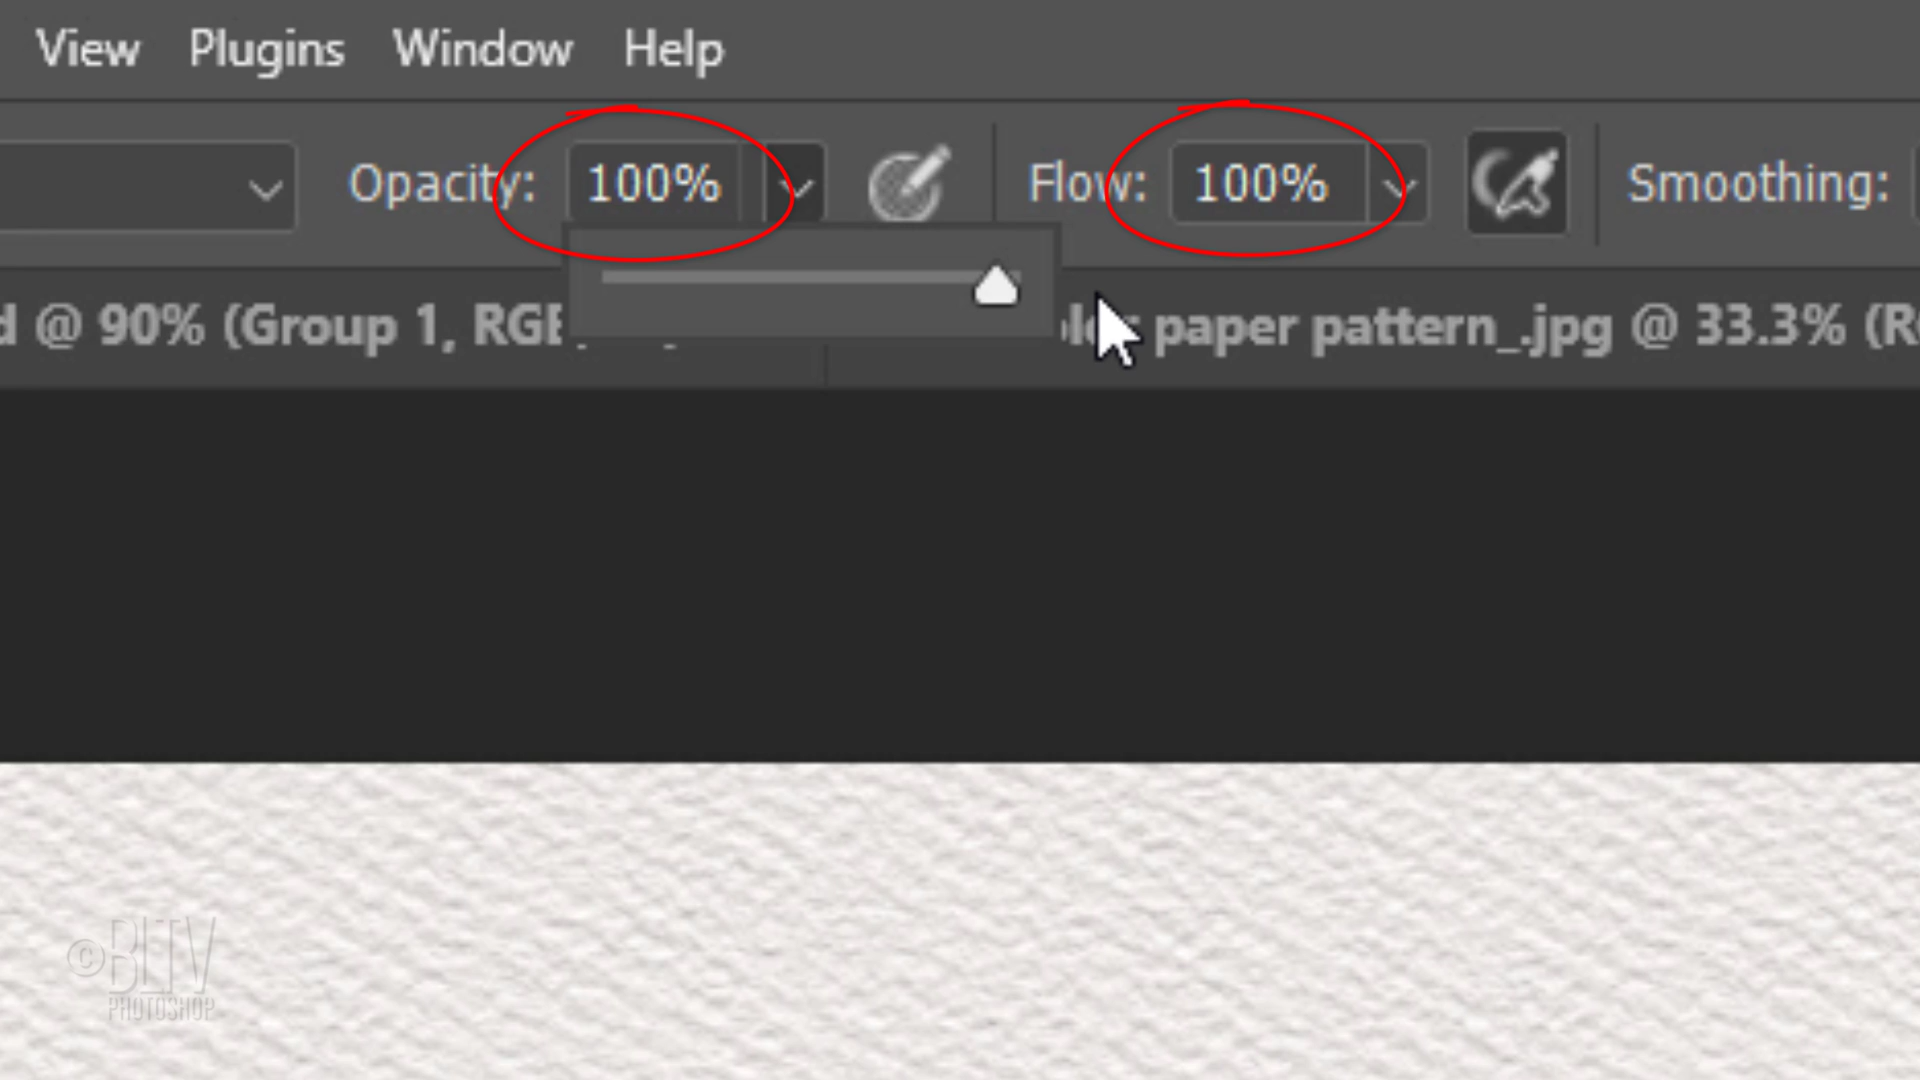 View Plugins Window Help
Opacity: 100% Flow: 100% Smoothing:
@ 90% (Group 1, paper pattern_.jpg @ 33.3%
©BLTV
PHOTOSHOP